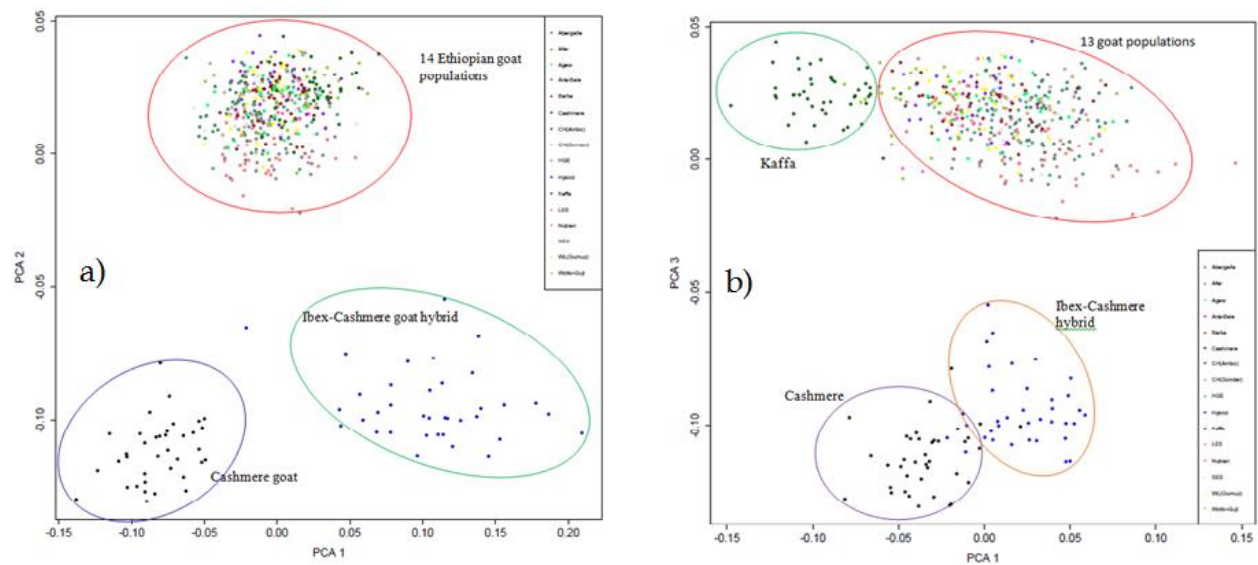 a)
0.05
0.00
-0.05
-0.10
PCA 2
-0.15
-0.10
-0.05
0.00
0.05
0.10
0.15
0.20
PCA 1
14 Ethiopian goat
populations
Ibex-Cashmere goat hybrid
Cashmere goat
Abergelle
Afar
Agew
Arsi-Bale
Barka
Cashmere
CH(Ambo)
CH(Gondar)
HGE
Hybrid
Kaffa
LES
Nubian
WG(Gumuz)
Woito-Guji
b)
0.05
0.00
-0.05
-0.10
PCA 3
-0.15
-0.10
-0.05
0.00
0.05
0.10
0.15
PCA 1
13 goat populations
Kaffa
Ibex-Cashmere
hybrid
Cashmere
Abergelle
Afar
Agew
Arsi-Bale
Barka
Cashmere
CH(Ambo)
CH(Gondar)
HGE
Hybrid
Kaffa
LES
Nubian
SES
WG(Gumuz)
Woito-Guji